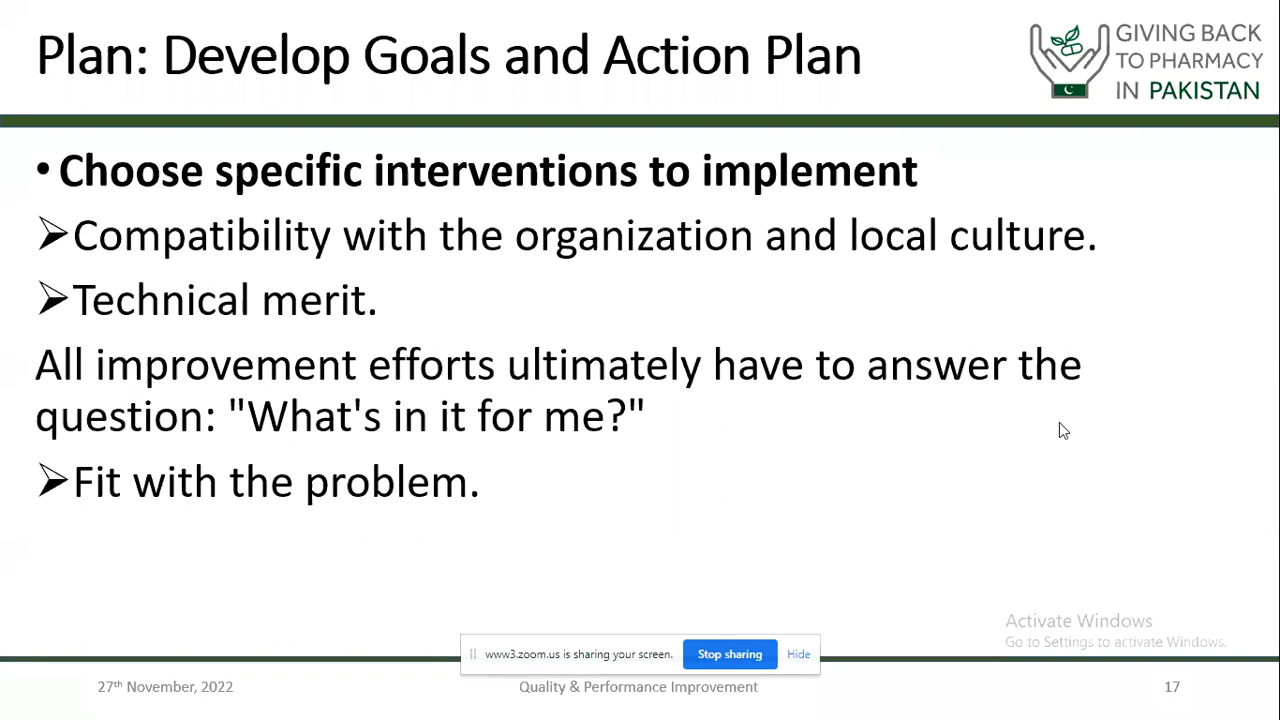 Plan: Develop Goals and Action Plan
GIVING BACK
TO PHARMACY
IN PAKISTAN
• Choose specific interventions to implement
➢Compatibility with the organization and local culture.
➢Technical merit.
All improvement efforts ultimately have to answer the
question: "What's in it for me?"
➢Fit with the problem.
Activate Windows
Go to Settings to activate Windows.
www3.zoom.us is sharing your screen.
Stop sharing
Hide
27th November, 2022
Quality & Performance Improvement
17